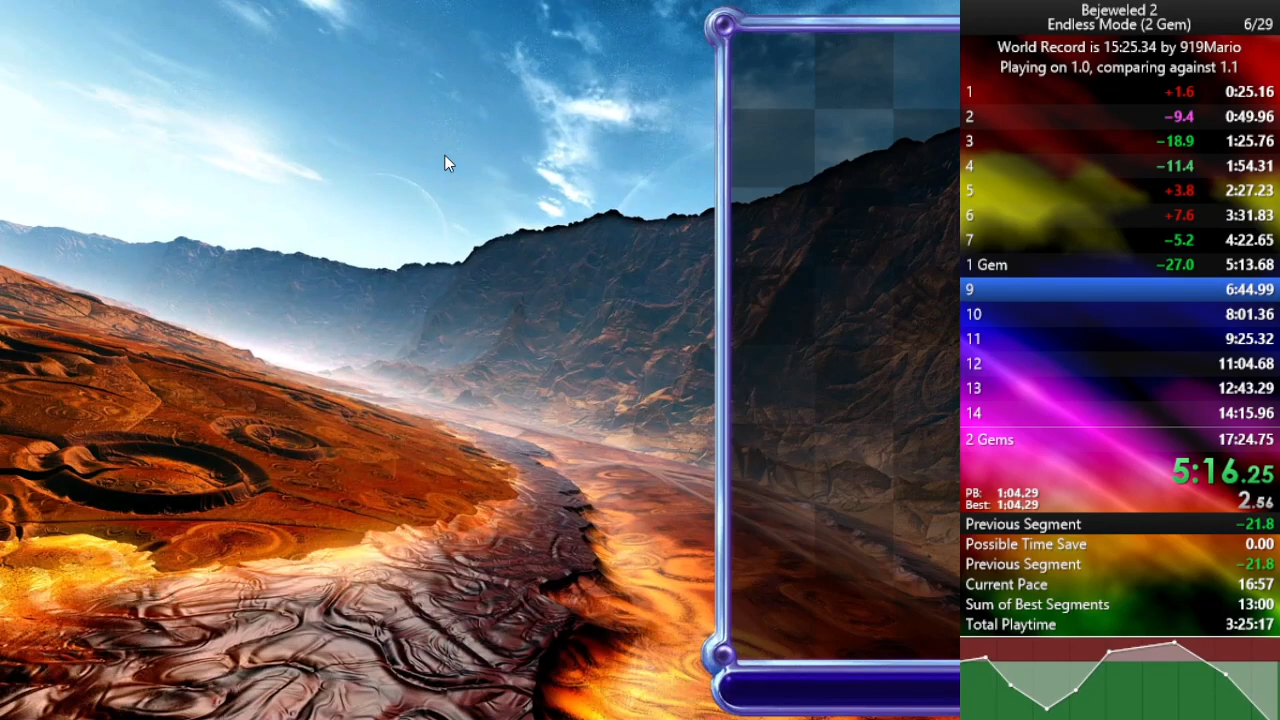 Bejeweled 2
Endless Mode (2 Gem) 6/29
World Record is 15:25.34 by 919Mario
Playing on 1.0, comparing against 1.1
1 +1.6 0:25.16
2 −9.4 0:49.96
3 −18.9 1:25.76
4 −11.4 1:54.31
5 +3.8 2:27.23
6 +7.6 3:31.83
7 −5.2 4:22.65
1 Gem −27.0 5:13.68
9 6:44.99
10 8:01.36
11 9:25.32
12 11:04.68
13 12:43.29
14 14:15.96
2 Gems 17:24.75
5:16.25
PB: 1:04.29
Best: 1:04.29
2.56
Previous Segment −21.8
Possible Time Save 0.00
Previous Segment −21.8
Current Pace 16:57
Sum of Best Segments 13:00
Total Playtime 3:25:17